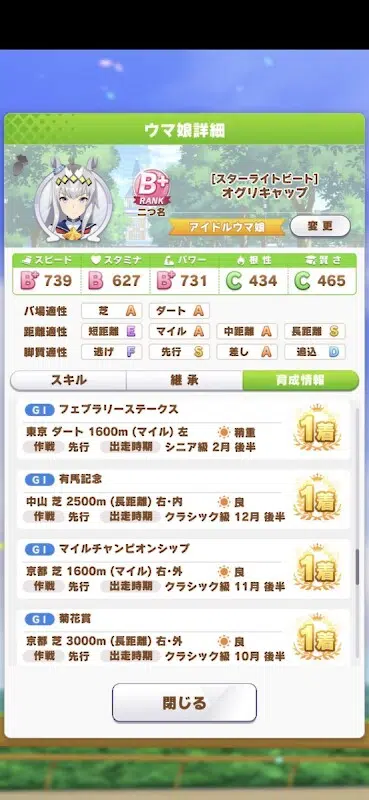 ウマ娘詳細
B+
RANK
二つ名
[スターライトビート]
オグリキャップ
アイドルウマ娘
変更
スピード スタミナ パワー 根性 賢さ
B+ 739 B 627 B+ 731 C 434 C 465
バ場適性 芝 A ダート A
距離適性 短距離 E マイル A 中距離 A 長距離 S
脚質適性 逃げ F 先行 S 差し A 追込 D
スキル 継承 育成情報
GI フェブラリーステークス
東京 ダート 1600m (マイル) 左 稍重
作戦 先行 出走時期 シニア級 2月 後半
1着
GI 有馬記念
中山 芝 2500m (長距離) 右・内 良
作戦 先行 出走時期 クラシック級 12月 後半
1着
GI マイルチャンピオンシップ
京都 芝 1600m (マイル) 右・外 良
作戦 先行 出走時期 クラシック級 11月 後半
1着
GI 菊花賞
京都 芝 3000m (長距離) 右・外 良
作戦 先行 出走時期 クラシック級 10月 後半
1着
閉じる